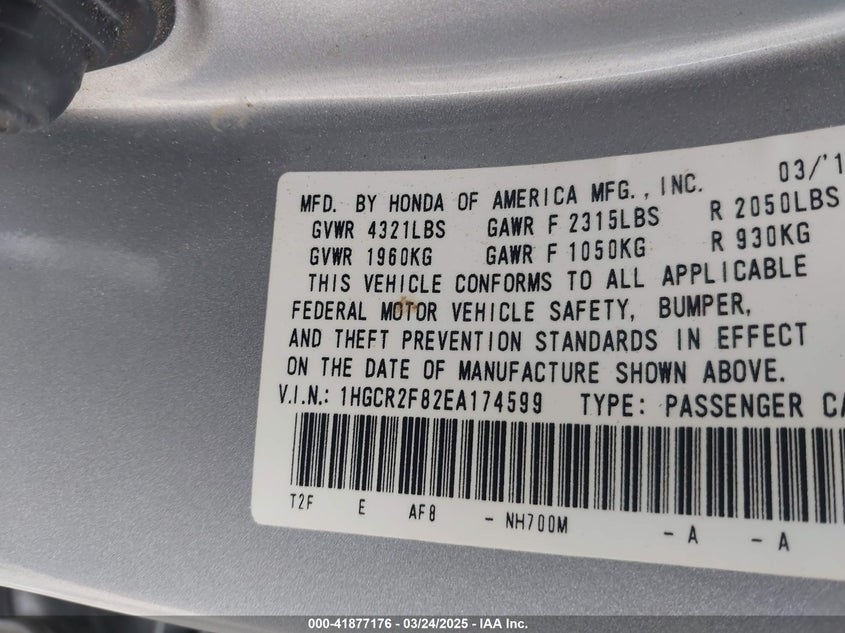 MFD. BY HONDA OF AMERICA MFG., INC. 03/'1
GVWR 4321LBS GAWR F 2315LBS R 2050LBS
GVWR 1960KG GAWR F 1050KG R 930KG
THIS VEHICLE CONFORMS TO ALL APPLICABLE
FEDERAL MOTOR VEHICLE SAFETY, BUMPER,
AND THEFT PREVENTION STANDARDS IN EFFECT
ON THE DATE OF MANUFACTURE SHOWN ABOVE.
V.I.N.: 1HGCR2F82EA174599 TYPE: PASSENGER CA
T2F E AF8 - NH700M - A - A
000-41877176 - 03/24/2025 - IAA Inc.